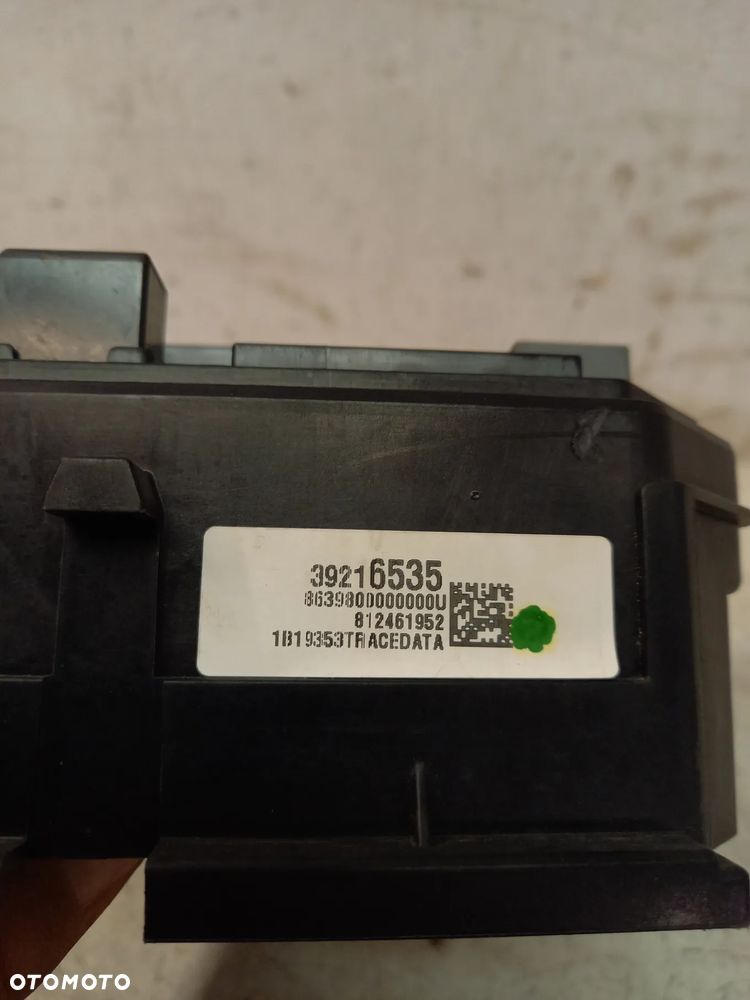 39216535
8639800000000U
812461952
1B19353TRACEDATA
OTOMOTO